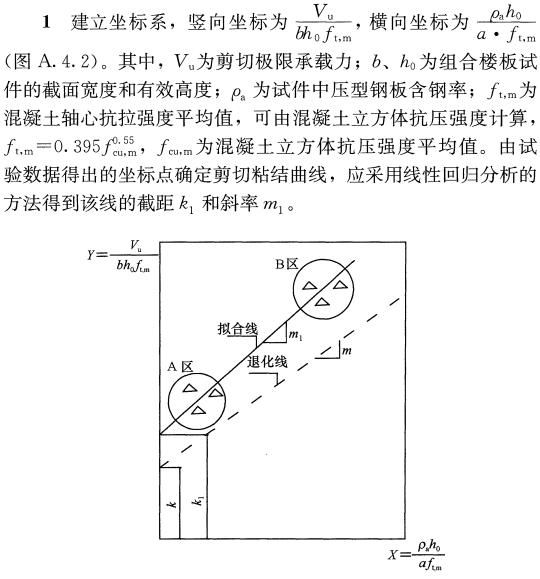 1 建立坐标系，竖向坐标为 $\frac{V_u}{bh_0f_{t,m}}$，横向坐标为 $\frac{\rho_a h_0}{a \cdot f_{t,m}}$
(图 A.4.2)。其中，$V_u$为剪切极限承载力；$b$、$h_0$为组合楼板试
件的截面宽度和有效高度；$\rho_a$ 为试件中压型钢板含钢率；$f_{t,m}$为
混凝土轴心抗拉强度平均值，可由混凝土立方体抗压强度计算，
$f_{t,m}=0.395f_{cu,m}^{0.55}$，$f_{cu,m}$为混凝土立方体抗压强度平均值。由试
验数据得出的坐标点确定剪切粘结曲线，应采用线性回归分析的
方法得到该线的截距 $k_1$ 和斜率 $m_1$。
$Y=\frac{V_u}{bh_0f_{t,m}}$
B区
拟合线
$m_1$
退化线
$m$
A区
$k$
$k_1$
$X=\frac{\rho_a h_0}{af_{t,m}}$